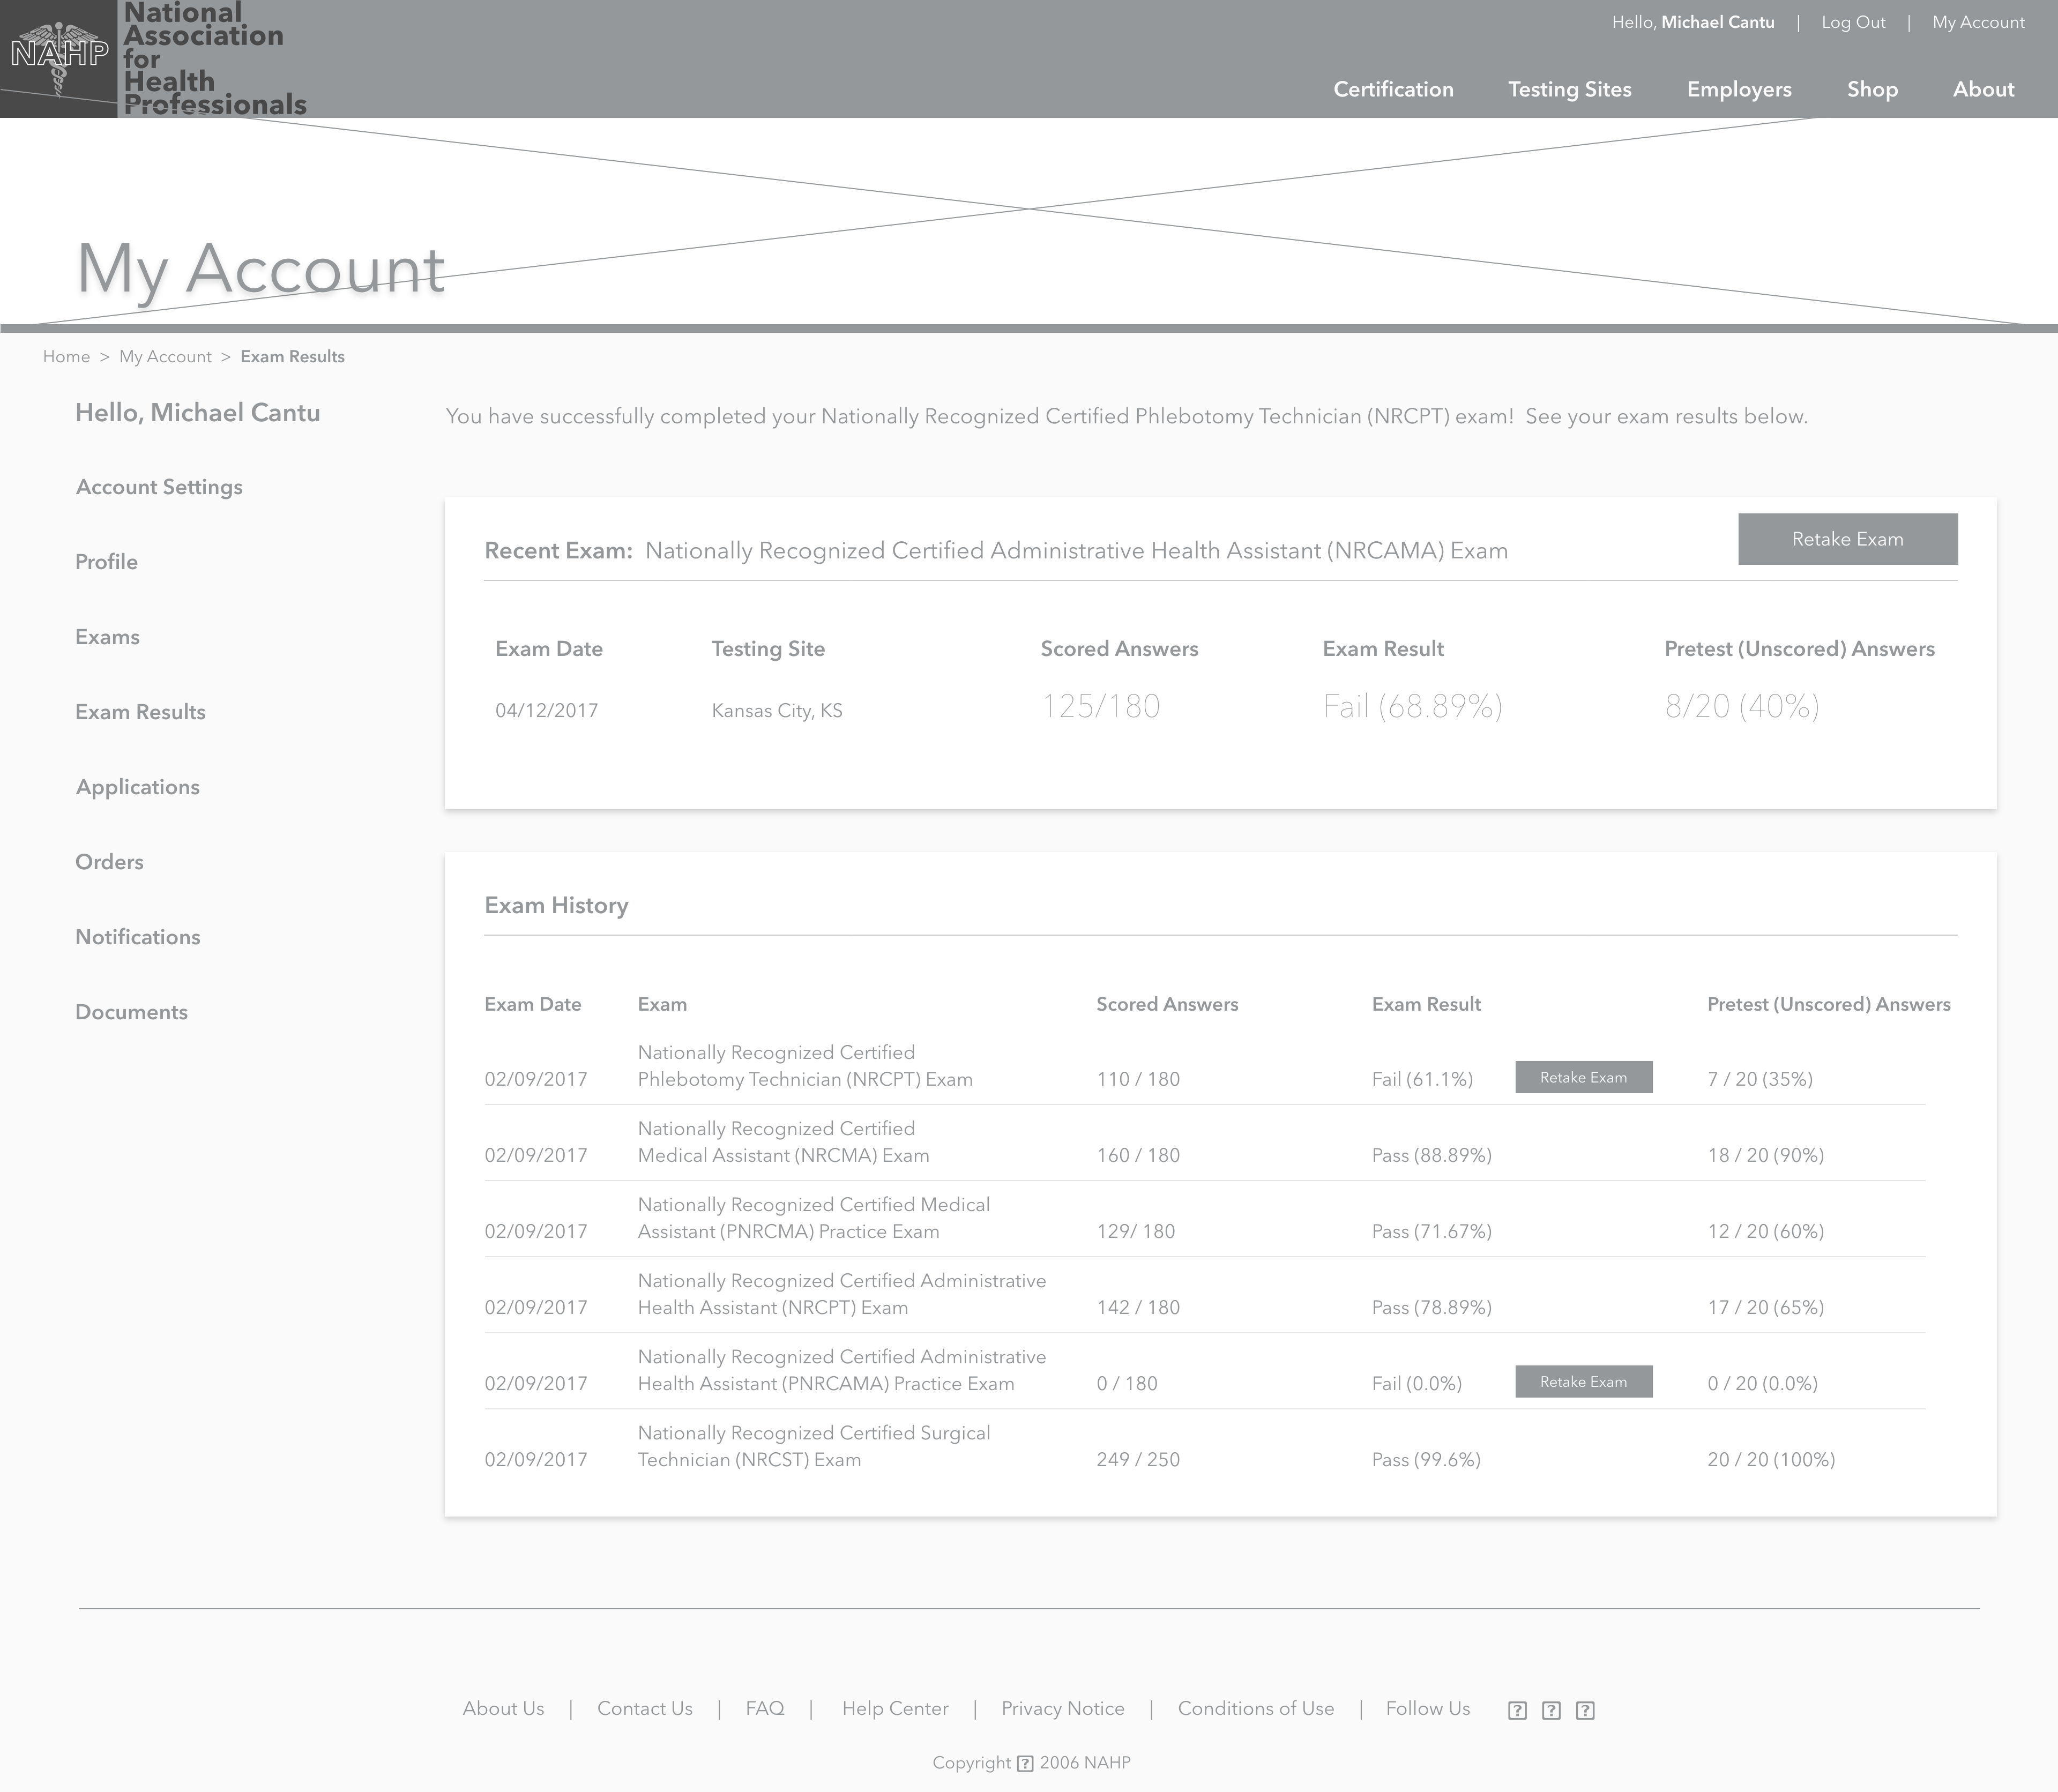 NAHP
National
Association
for
Health
Professionals
Hello, Michael Cantu | Log Out | My Account
Certification Testing Sites Employers Shop About
My Account
Home > My Account > Exam Results
Hello, Michael Cantu
Account Settings
Profile
Exams
Exam Results
Applications
Orders
Notifications
Documents
You have successfully completed your Nationally Recognized Certified Phlebotomy Technician (NRCPT) exam! See your exam results below.
Recent Exam: Nationally Recognized Certified Administrative Health Assistant (NRCAMA) Exam
Retake Exam
Exam Date Testing Site Scored Answers Exam Result Pretest (Unscored) Answers
04/12/2017 Kansas City, KS 125/180 Fail (68.89%) 8/20 (40%)
Exam History
Exam Date Exam Scored Answers Exam Result Pretest (Unscored) Answers
Nationally Recognized Certified
02/09/2017 Phlebotomy Technician (NRCPT) Exam 110 / 180 Fail (61.1%) Retake Exam 7 / 20 (35%)
Nationally Recognized Certified
02/09/2017 Medical Assistant (NRCMA) Exam 160 / 180 Pass (88.89%) 18 / 20 (90%)
Nationally Recognized Certified Medical
02/09/2017 Assistant (PNRCMA) Practice Exam 129/ 180 Pass (71.67%) 12 / 20 (60%)
Nationally Recognized Certified Administrative
02/09/2017 Health Assistant (NRCPT) Exam 142 / 180 Pass (78.89%) 17 / 20 (65%)
Nationally Recognized Certified Administrative
02/09/2017 Health Assistant (PNRCAMA) Practice Exam 0 / 180 Fail (0.0%) Retake Exam 0 / 20 (0.0%)
Nationally Recognized Certified Surgical
02/09/2017 Technician (NRCST) Exam 249 / 250 Pass (99.6%) 20 / 20 (100%)
About Us | Contact Us | FAQ | Help Center | Privacy Notice | Conditions of Use | Follow Us ? ? ?
Copyright ? 2006 NAHP